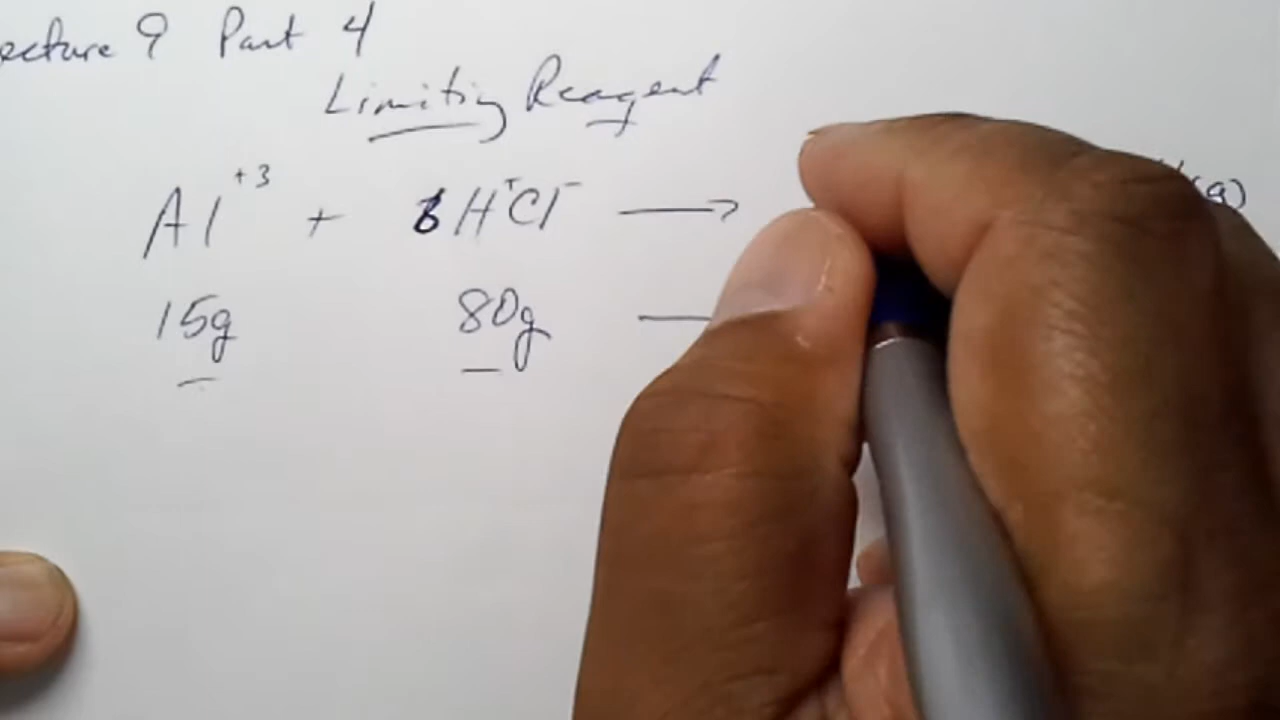 ecture 9 Part 4
Limiting Reagent
Al+3 + 6H+Cl- → (g)
15g 80g